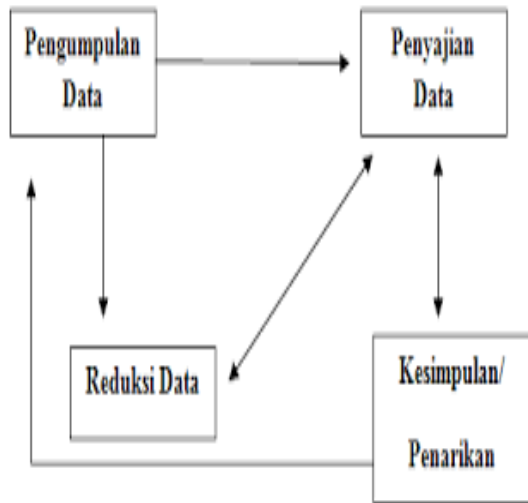 Pengumpulan
Data
Penyajian
Data
Reduksi Data
Kesimpulan/
Penarikan